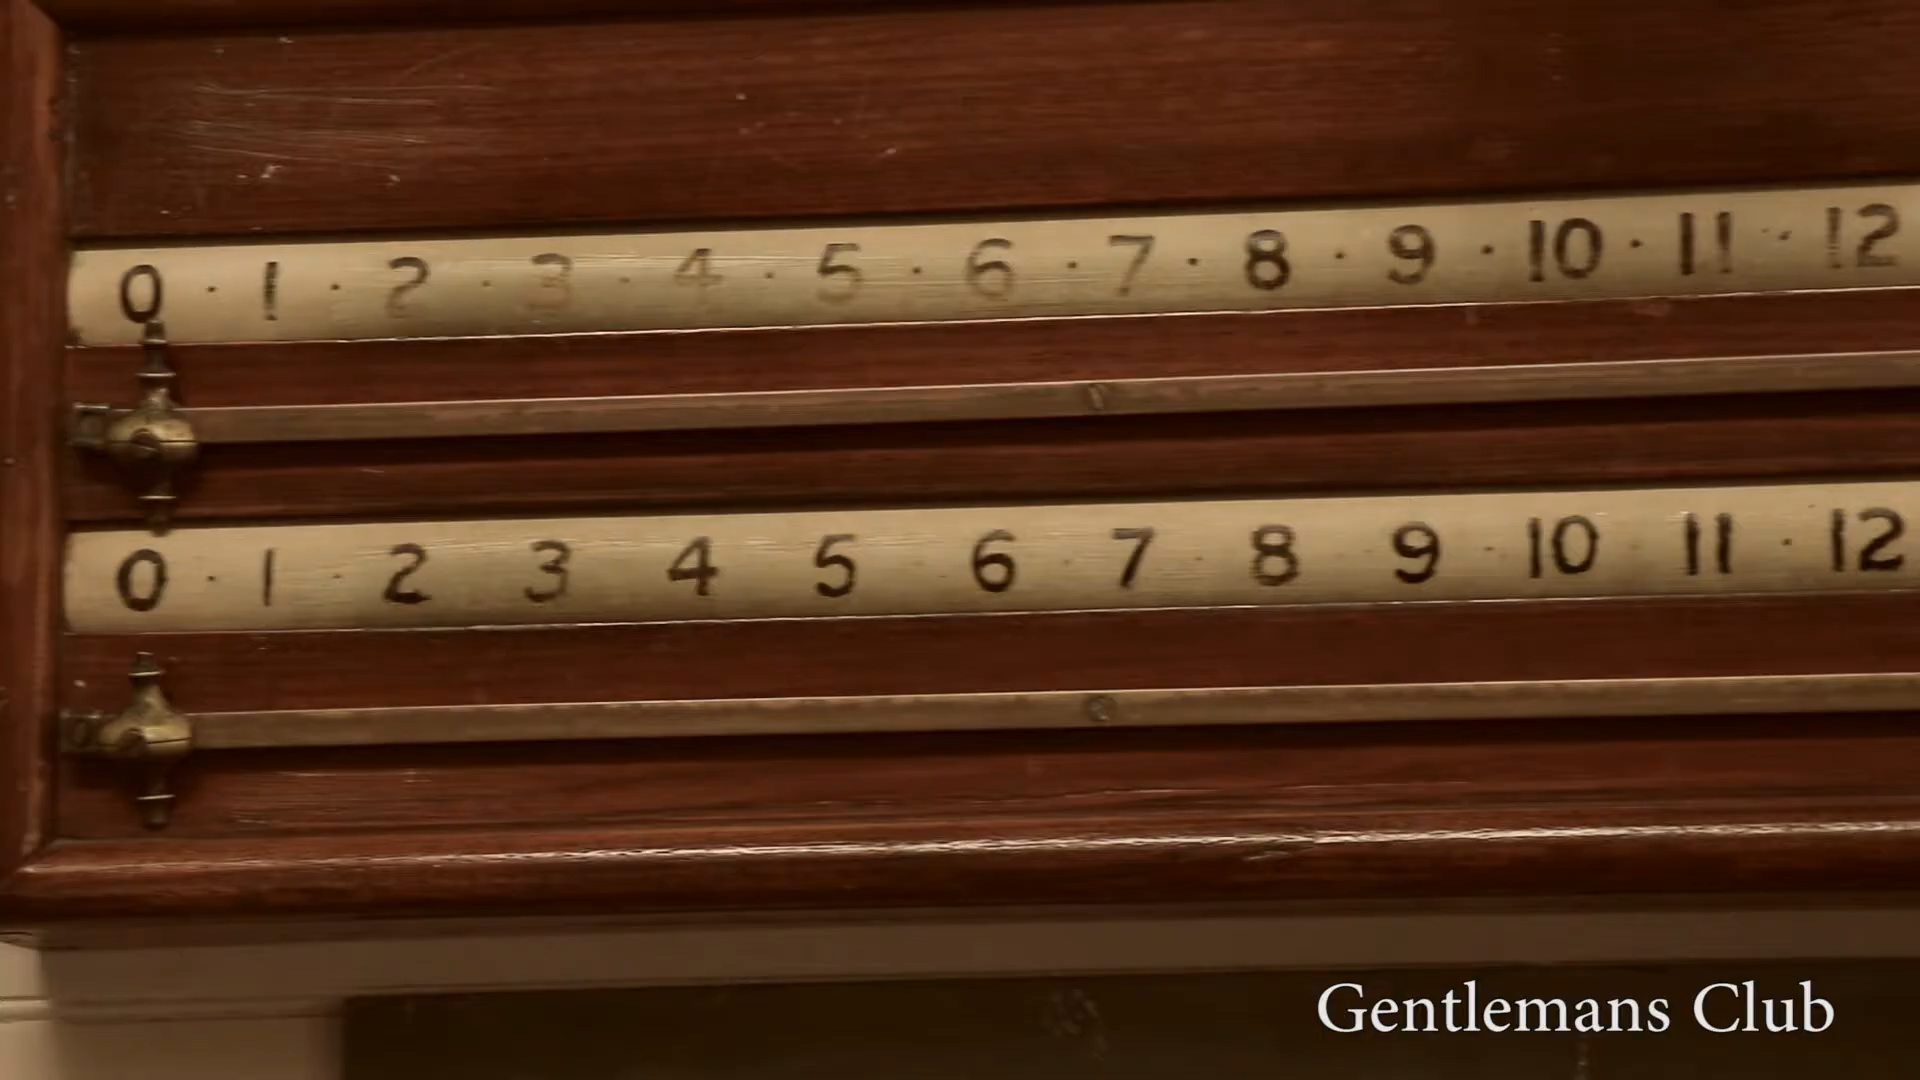 0 · 1 · 2 · 3 · 4 · 5 · 6 · 7 · 8 · 9 · 10 · 11 · 12
0 · 1 · 2 3 4 5 6 · 7 · 8 · 9 · 10 · 11 · 12
Gentlemans Club